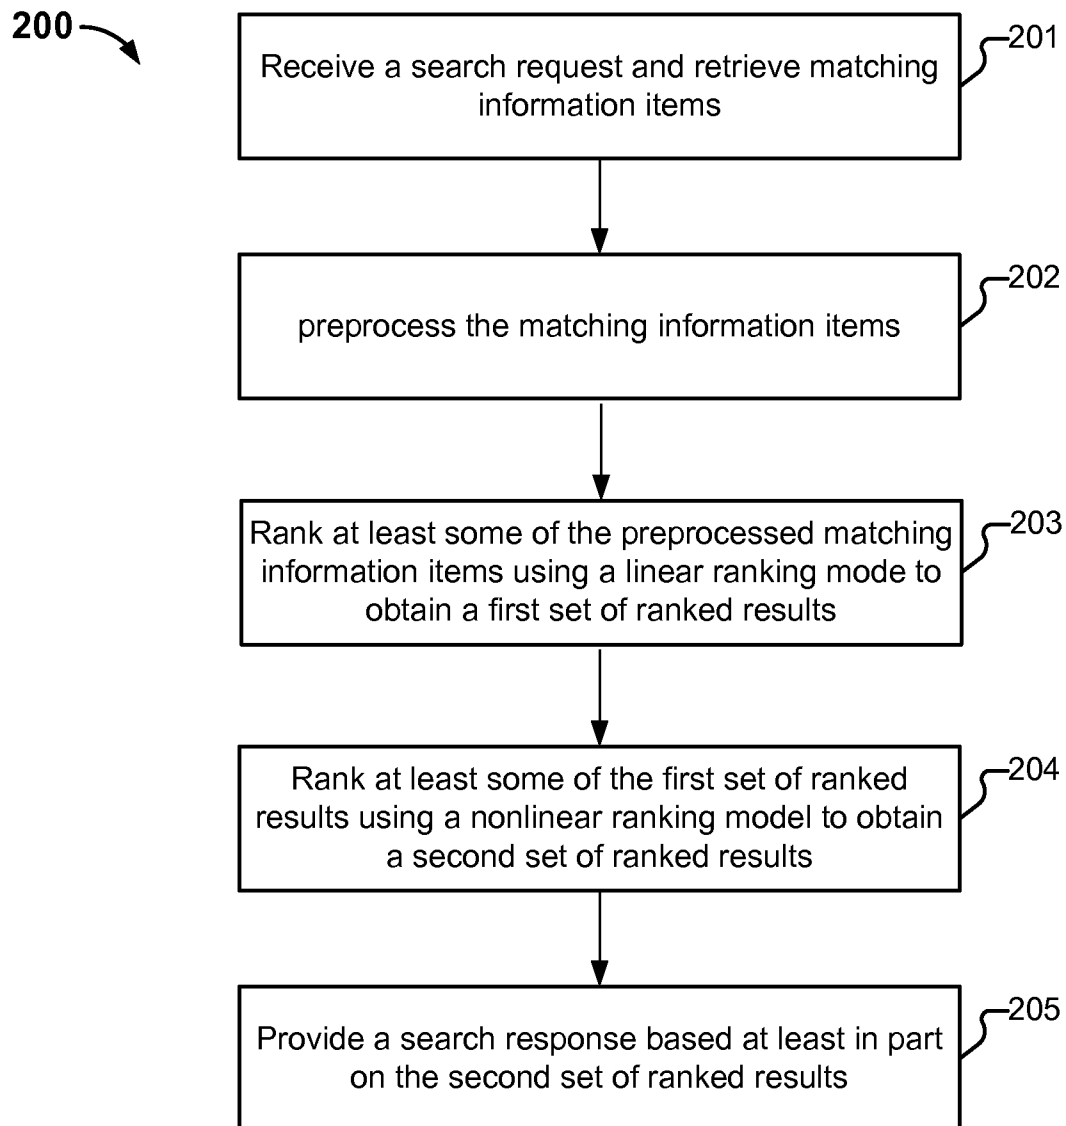 200
Receive a search request and retrieve matching
information items
201
preprocess the matching information items
202
Rank at least some of the preprocessed matching
information items using a linear ranking mode to
obtain a first set of ranked results
203
Rank at least some of the first set of ranked
results using a nonlinear ranking model to obtain
a second set of ranked results
204
Provide a search response based at least in part
on the second set of ranked results
205